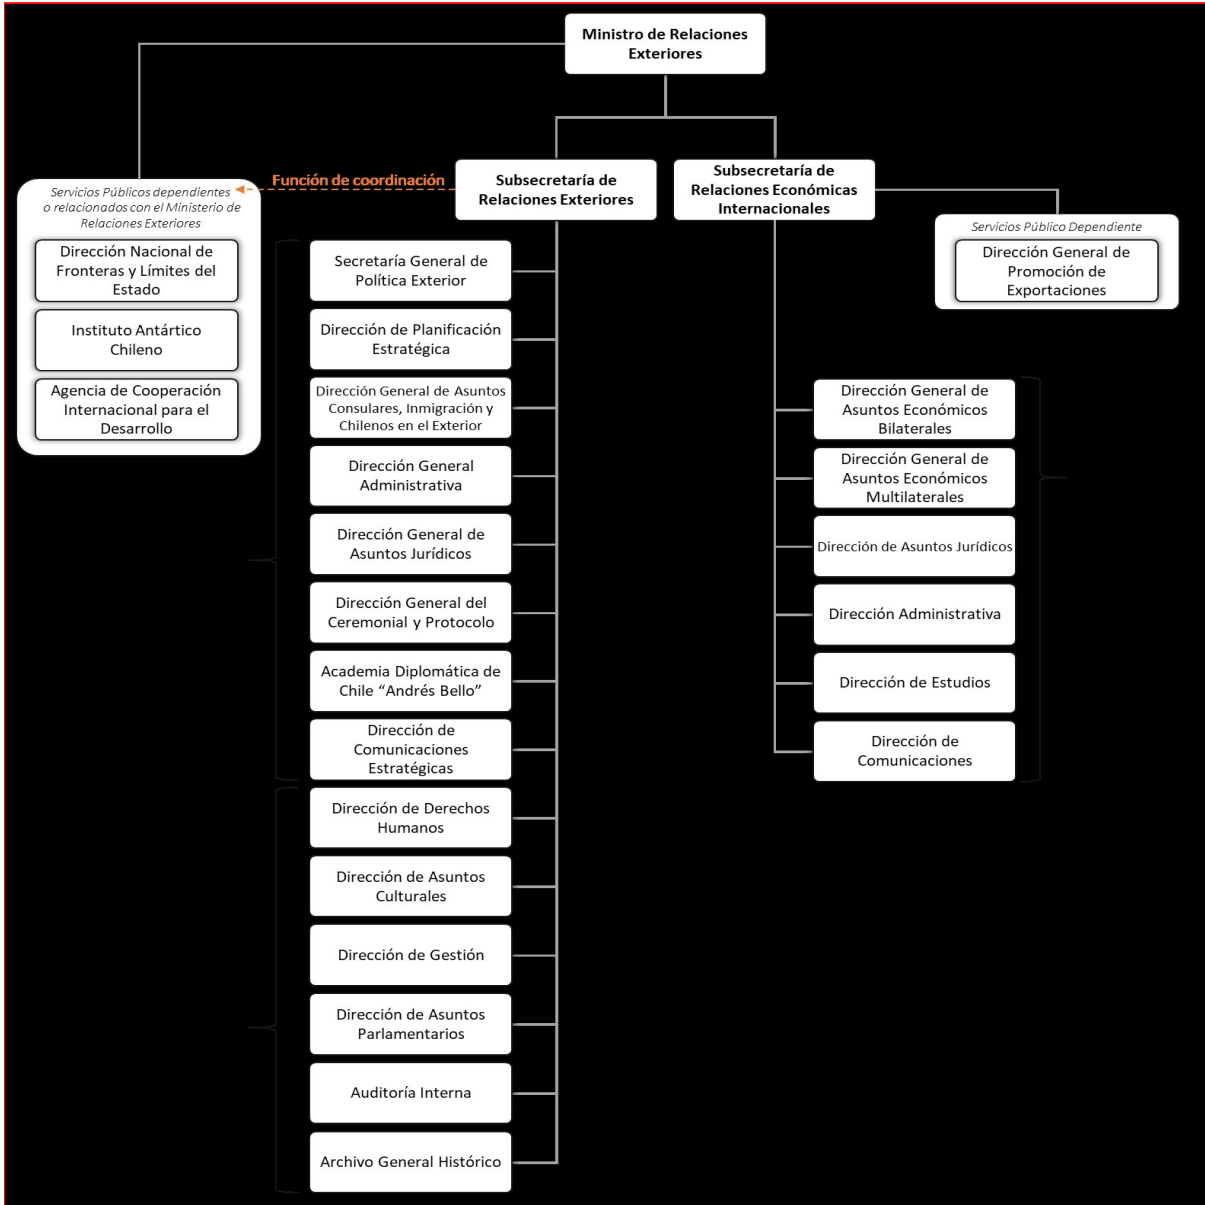 Ministro de Relaciones
Exteriores
Servicios Públicos dependientes
o relacionados con el Ministerio de
Relaciones Exteriores
Dirección Nacional de
Fronteras y Límites del
Estado
Instituto Antártico
Chileno
Agencia de Cooperación
Internacional para el
Desarrollo
Función de coordinación
Subsecretaría de
Relaciones Exteriores
Secretaría General de
Política Exterior
Dirección de Planificación
Estratégica
Dirección General de Asuntos
Consulares, Inmigración y
Chilenos en el Exterior
Dirección General
Administrativa
Dirección General de
Asuntos Jurídicos
Dirección General del
Ceremonial y Protocolo
Academia Diplomática de
Chile “Andrés Bello”
Dirección de
Comunicaciones
Estratégicas
Dirección de Derechos
Humanos
Dirección de Asuntos
Culturales
Dirección de Gestión
Dirección de Asuntos
Parlamentarios
Auditoría Interna
Archivo General Histórico
Subsecretaría de
Relaciones Económicas
Internacionales
Servicios Público Dependiente
Dirección General de
Promoción de
Exportaciones
Dirección General de
Asuntos Económicos
Bilaterales
Dirección General de
Asuntos Económicos
Multilaterales
Dirección de Asuntos Jurídicos
Dirección Administrativa
Dirección de Estudios
Dirección de
Comunicaciones